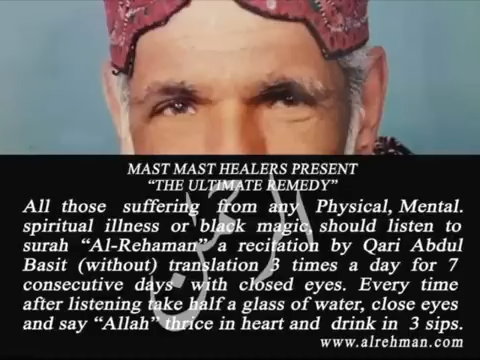 MAST MAST HEALERS PRESENT
"THE ULTIMATE REMEDY"
All those suffering from any Physical, Mental.
spiritual illness or black magic, should listen to
surah "Al-Rehaman" a recitation by Qari Abdul
Basit (without) translation 3 times a day for 7
consecutive days with closed eyes. Every time
after listening take half a glass of water, close eyes
and say "Allah" thrice in heart and drink in 3 sips.
www.alrehman.com
الرحمن